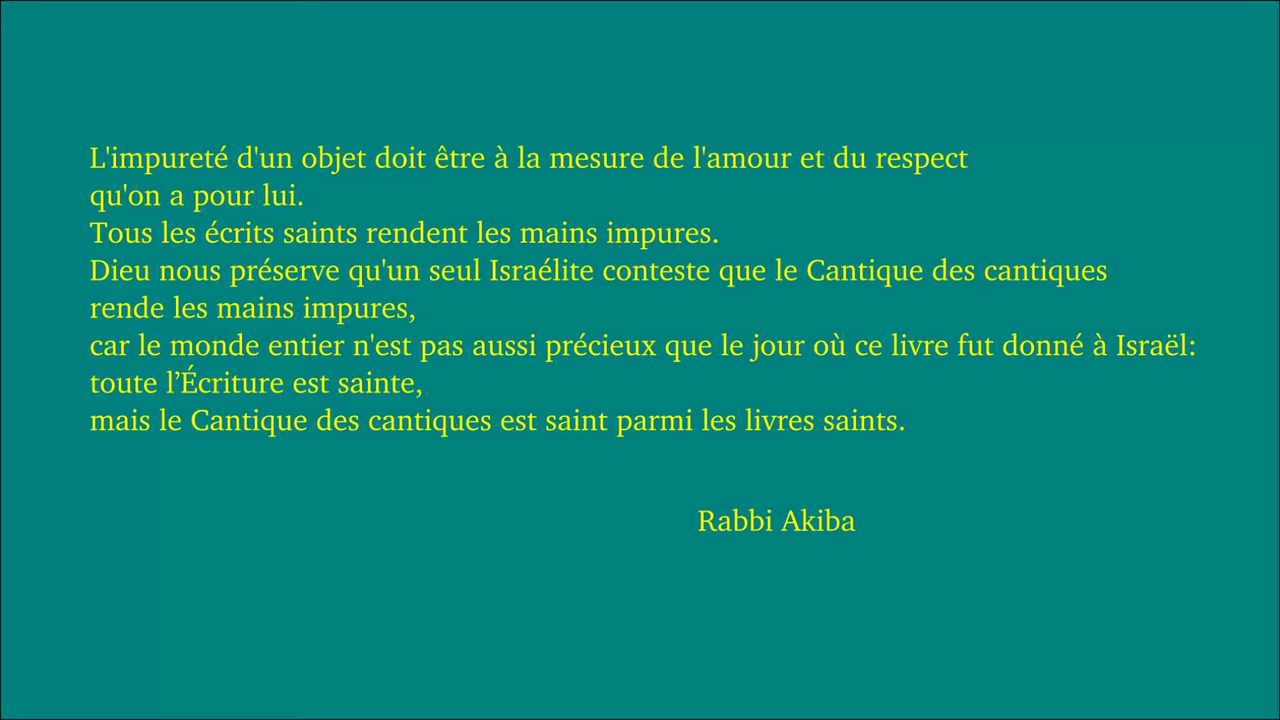 L'impureté d'un objet doit être à la mesure de l'amour et du respect
qu'on a pour lui.
Tous les écrits saints rendent les mains impures.
Dieu nous préserve qu'un seul Israélite conteste que le Cantique des cantiques
rende les mains impures,
car le monde entier n'est pas aussi précieux que le jour où ce livre fut donné à Israël:
toute l’Écriture est sainte,
mais le Cantique des cantiques est saint parmi les livres saints.
Rabbi Akiba